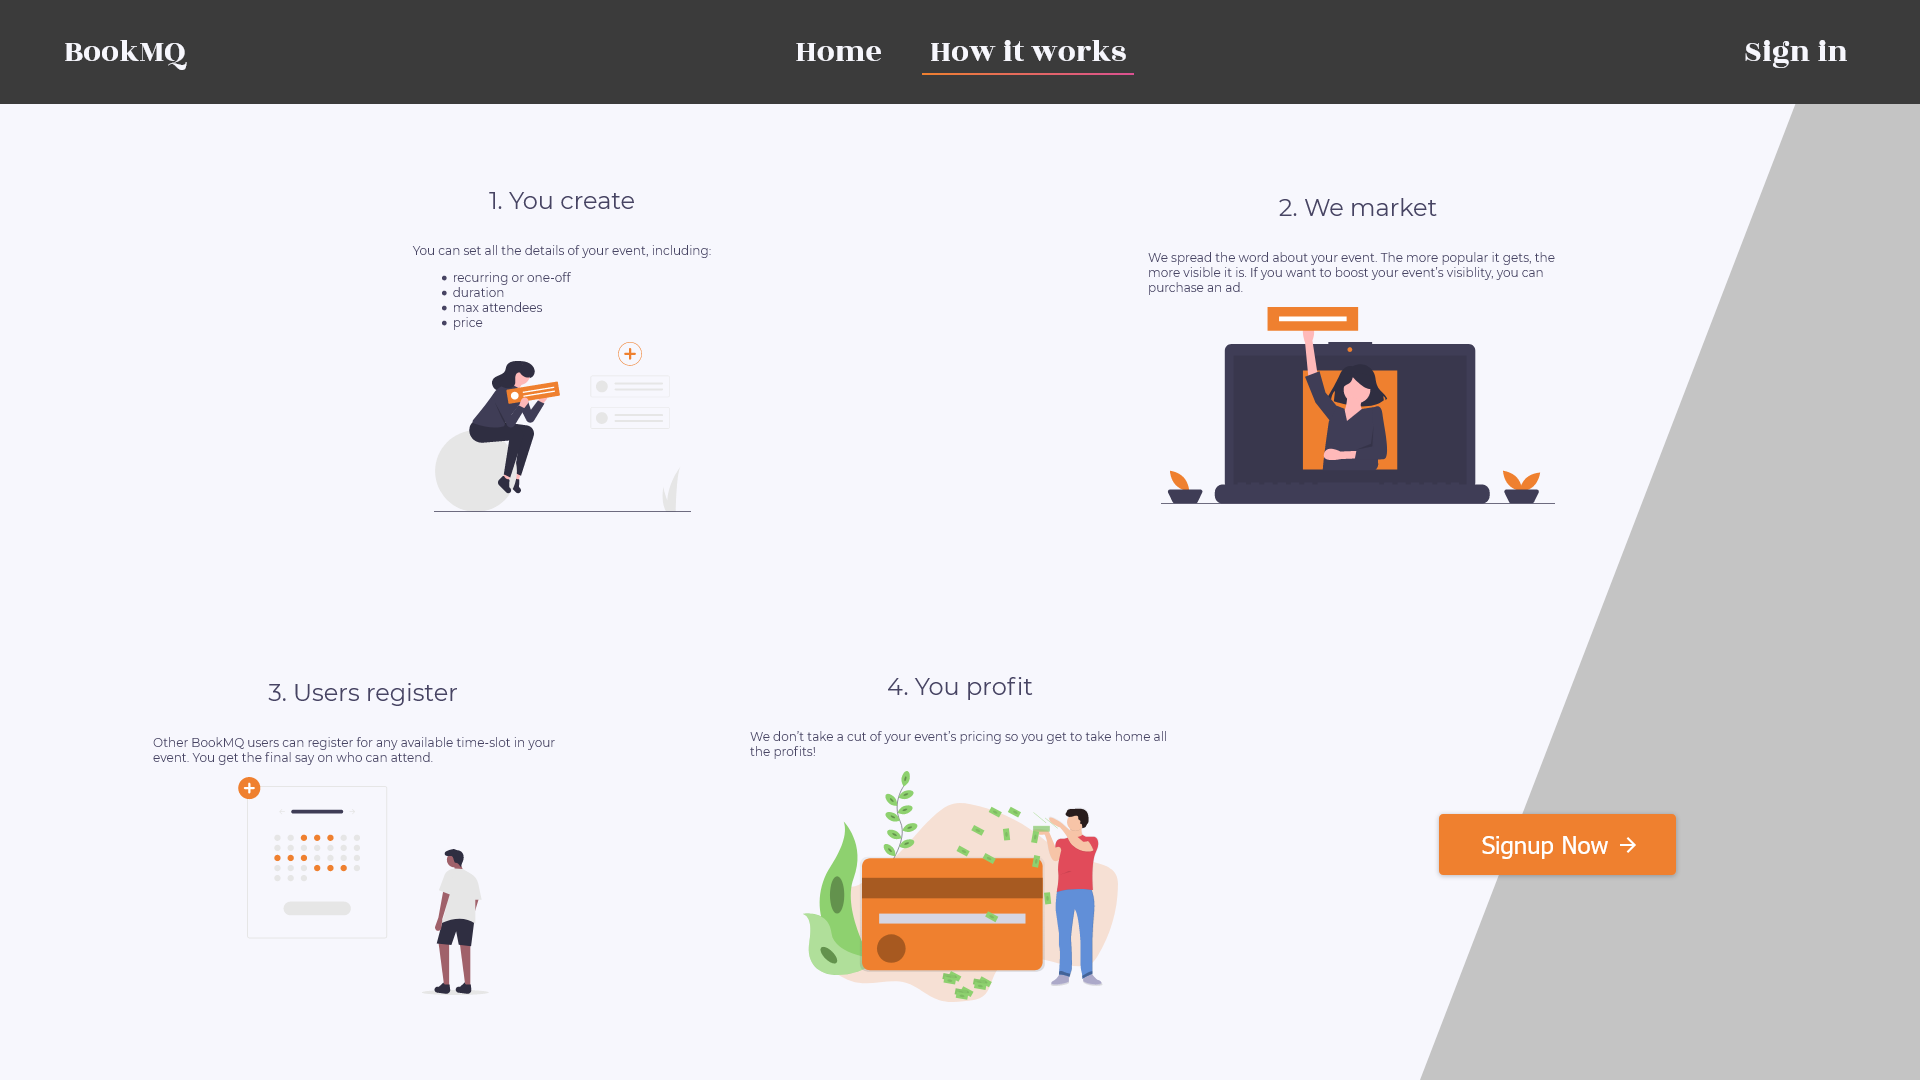 BookMQ
Home
How it works
Sign in
1. You create
You can set all the details of your event, including:
recurring or one-off
duration
max attendees
price
2. We market
We spread the word about your event. The more popular it gets, the
more visible it is. If you want to boost your event’s visiblity, you can
purchase an ad.
3. Users register
Other BookMQ users can register for any available time-slot in your
event. You get the final say on who can attend.
4. You profit
We don’t take a cut of your event’s pricing so you get to take home all
the profits!
Signup Now